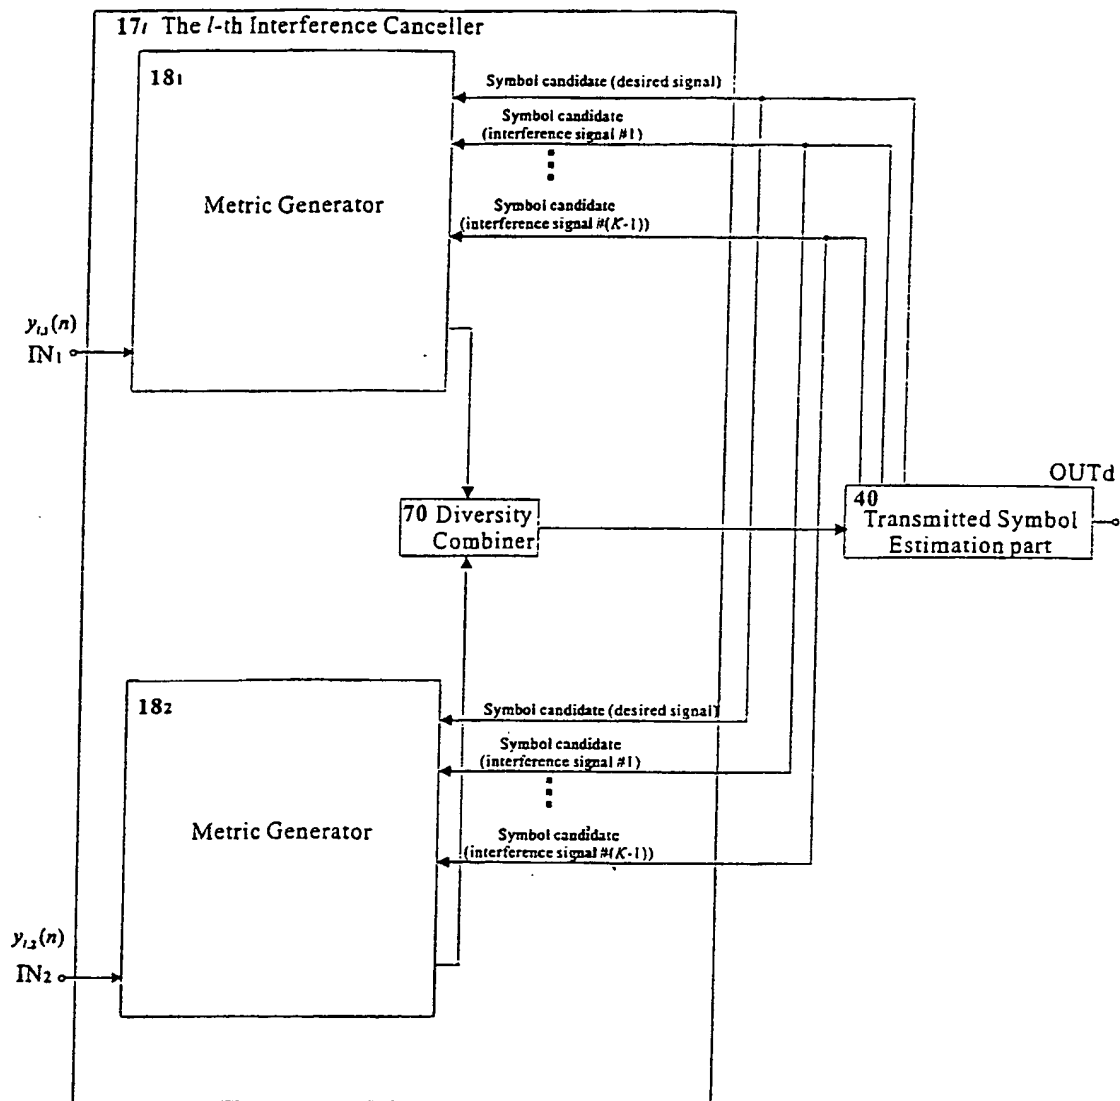 17l The l-th Interference Canceller
181
Symbol candidate (desired signal)
Symbol candidate
(interference signal #1)
Metric Generator
Symbol candidate
(interference signal #(K-1))
yl,1(n)
IN1
OUTd
70 Diversity
Combiner
40
Transmitted Symbol
Estimation part
182
Symbol candidate (desired signal)
Symbol candidate
(interference signal #1)
Metric Generator
Symbol candidate
(interference signal #(K-1))
yl,2(n)
IN2